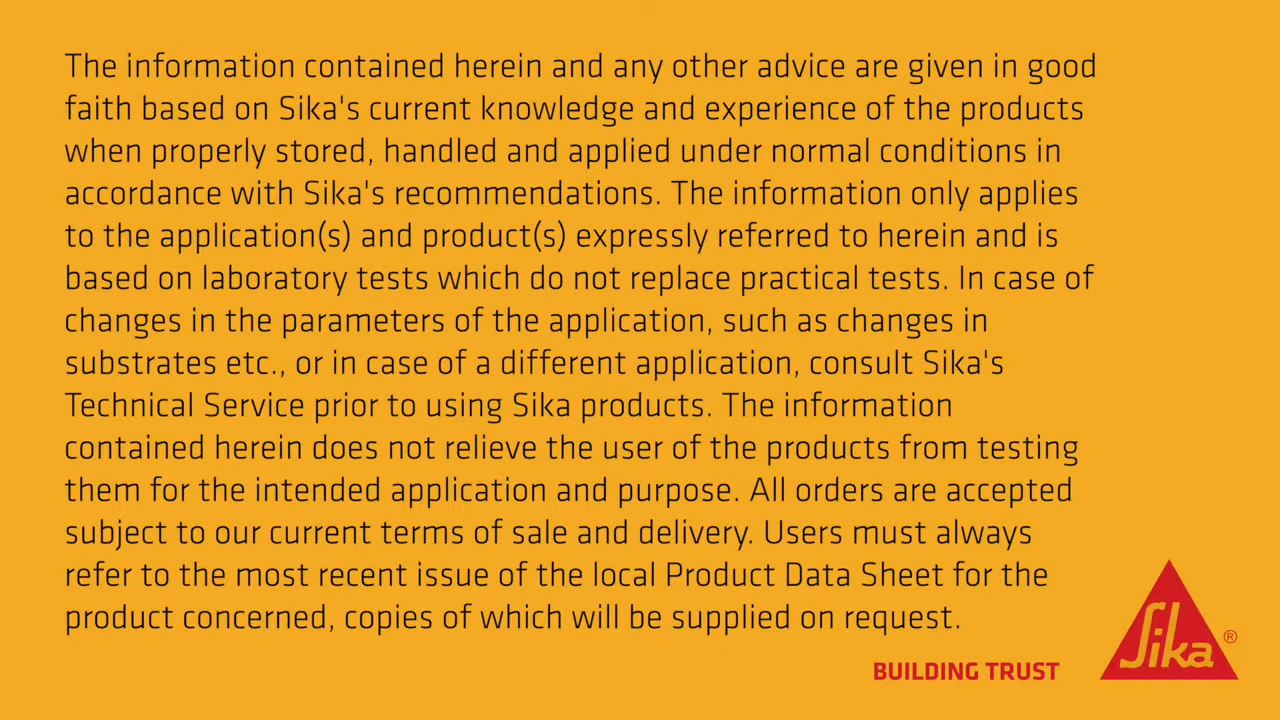 The information contained herein and any other advice are given in good
faith based on Sika's current knowledge and experience of the products
when properly stored, handled and applied under normal conditions in
accordance with Sika's recommendations. The information only applies
to the application(s) and product(s) expressly referred to herein and is
based on laboratory tests which do not replace practical tests. In case of
changes in the parameters of the application, such as changes in
substrates etc., or in case of a different application, consult Sika's
Technical Service prior to using Sika products. The information
contained herein does not relieve the user of the products from testing
them for the intended application and purpose. All orders are accepted
subject to our current terms of sale and delivery. Users must always
refer to the most recent issue of the local Product Data Sheet for the
product concerned, copies of which will be supplied on request.
BUILDING TRUST
Sika®